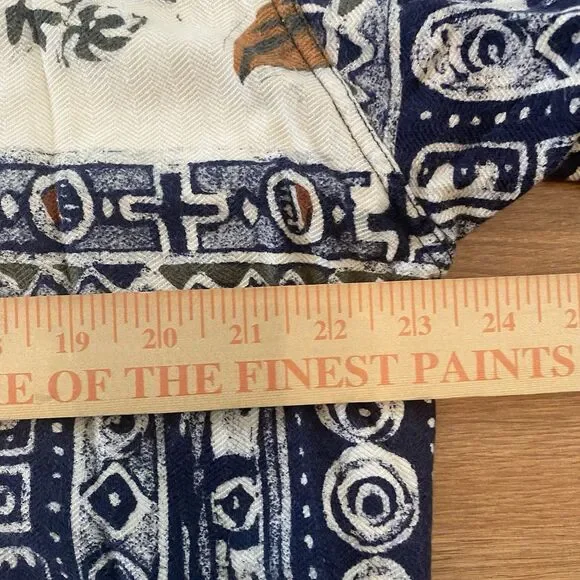 19 20 21 22 23 24
E OF THE FINEST PAINTS